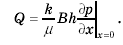 Q = k/μ Bh ∂p/∂x|ₓ₌₀ .